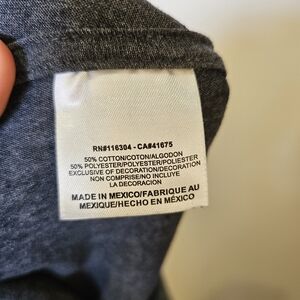 RN#116304 - CA#41675
50% COTTON/COTON/ALGODON
50% POLYESTER/POLYESTER/POLIESTER
EXCLUSIVE OF DECORATION/DECORATION
NON COMPRISE/NO INCLUYE
LA DECORACION
MADE IN MEXICO/FABRIQUE AU
MEXIQUE/HECHO EN MÉXICO